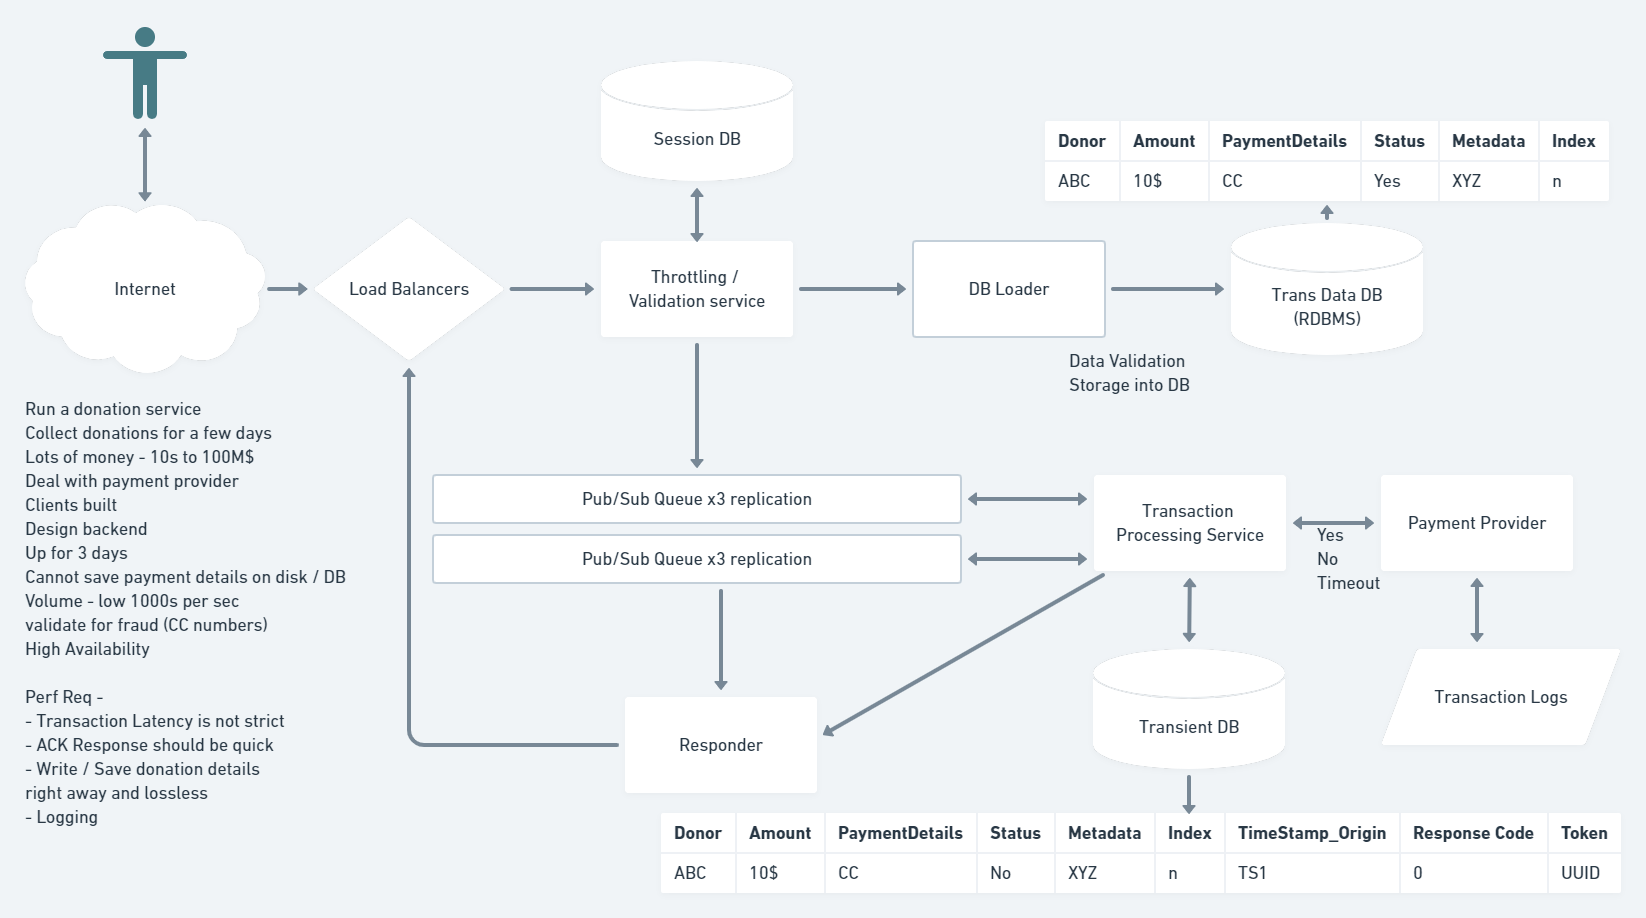 Session DB
Donor Amount PaymentDetails Status Metadata Index
ABC 10$ CC Yes XYZ n
Internet
Load Balancers
Throttling /
Validation service
DB Loader
Trans Data DB
(RDBMS)
Data Validation
Storage into DB
Run a donation service
Collect donations for a few days
Lots of money - 10s to 100M$
Deal with payment provider
Clients built
Design backend
Up for 3 days
Cannot save payment details on disk / DB
Volume - low 1000s per sec
validate for fraud (CC numbers)
High Availability
Perf Req -
- Transaction Latency is not strict
- ACK Response should be quick
- Write / Save donation details
right away and lossless
- Logging
Pub/Sub Queue x3 replication
Pub/Sub Queue x3 replication
Transaction
Processing Service
Yes
No
Timeout
Payment Provider
Responder
Transient DB
Transaction Logs
Donor Amount PaymentDetails Status Metadata Index TimeStamp_Origin Response Code Token
ABC 10$ CC No XYZ n TS1 0 UUID